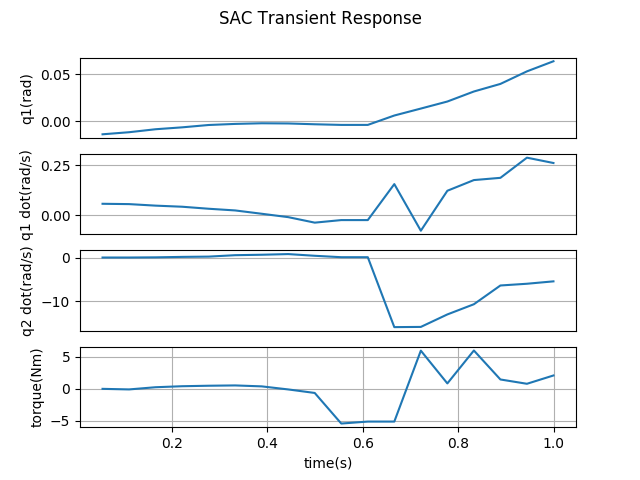 SAC Transient Response
q1(rad)
0.05
0.00
q1 dot(rad/s)
0.25
0.00
q2 dot(rad/s)
0
−10
torque(Nm)
5
0
−5
0.2 0.4 0.6 0.8 1.0
time(s)